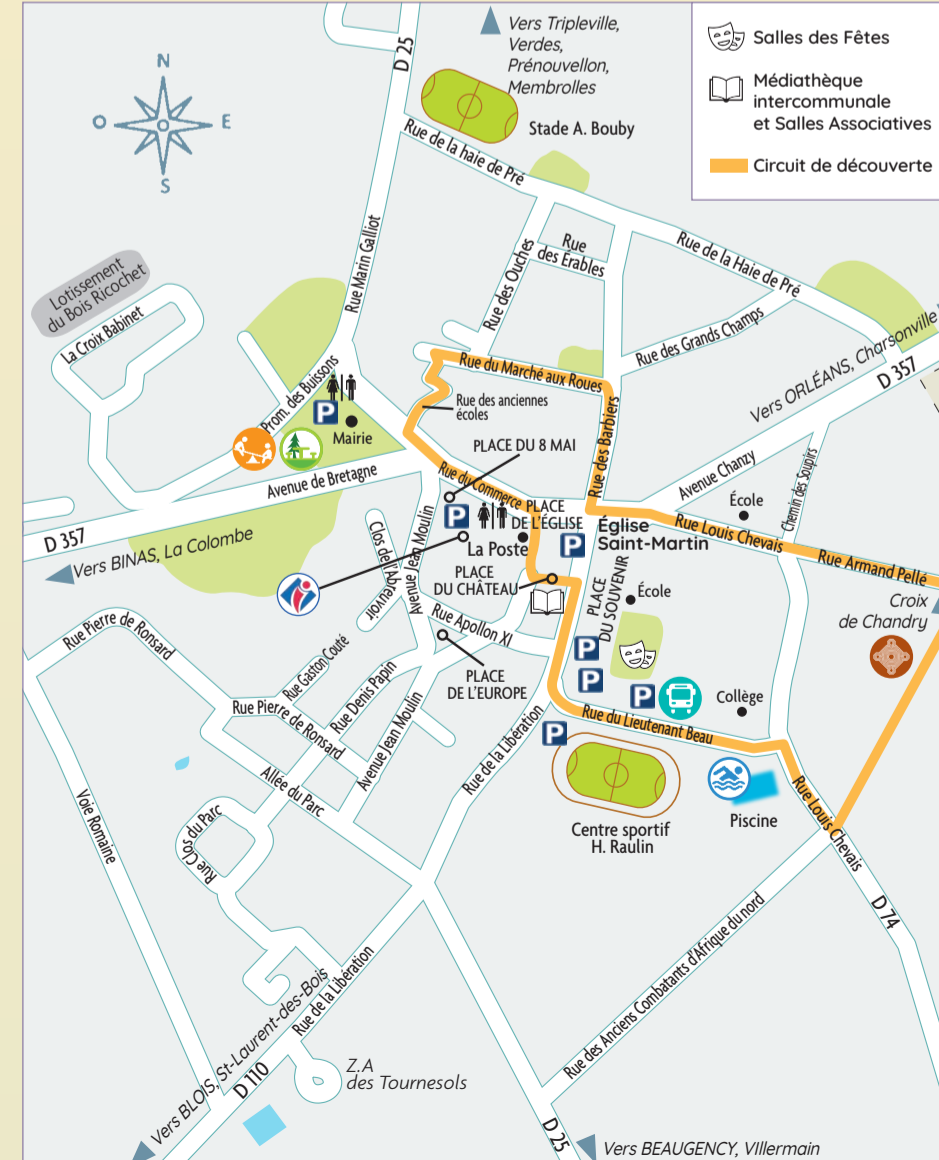 Vers Tripleville,
Verdes,
Prénouvellon,
Membrolles
Salles des Fêtes
Médiathèque
intercommunale
et Salles Associatives
Circuit de découverte
N
O
E
S
D 25
Stade A. Bouby
Rue de la haie de Pré
Rue
des Érables
Rue des Ouches
Rue de la Haie de Pré
Rue Marin Galliot
Lotissement
du Bois Ricochet
La Croix Babinet
Rue des Grands Champs
Vers ORLÉANS, Charsonville
D 357
Rue du Marché aux Roues
Prom. des Buissons
P
Mairie
Rue des anciennes
écoles
Rue des Barbiers
PLACE DU 8 MAI
Avenue de Bretagne
Rue du Commerce
Avenue Chanzy
Chemin des Soupirs
École
D 357
Vers BINAS, La Colombe
P
PLACE
DE L'ÉGLISE
La Poste
P
Église
Saint-Martin
Rue Louis Chevais
Rue Armand Pellé
Clos de l'Abreuvoir
Avenue Jean Moulin
PLACE
DU CHÂTEAU
PLACE
DU SOUVENIR
École
Croix
de Chandry
Rue Apollon XI
Rue Pierre de Ronsard
Rue Gaston Couté
PLACE
DE L'EUROPE
P
P
P
Collège
Rue Denis Papin
Rue Pierre de Ronsard
Avenue Jean Moulin
Rue du Lieutenant Beau
P
Rue de la Libération
Allée du Parc
Piscine
Rue Louis Chevais
Centre sportif
H. Raulin
Voie Romaine
Rue Clos du Parc
D 74
Rue des Anciens Combatants d'Afrique du nord
Rue de la Libération
Vers BLOIS, St-Laurent-des-Bois
D 110
Z.A
des Tournesols
D 25
Vers BEAUGENCY, VIllermain